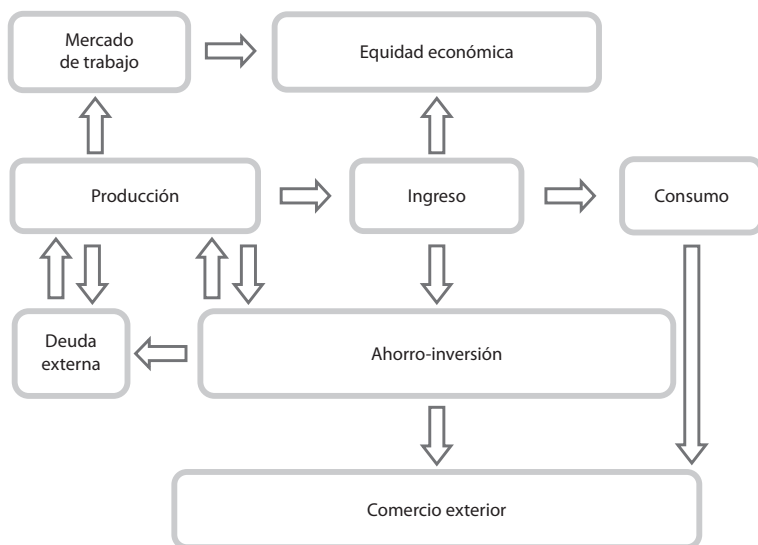 Mercado
de trabajo
Equidad económica
Producción
Ingreso
Consumo
Deuda
externa
Ahorro-inversión
Comercio exterior